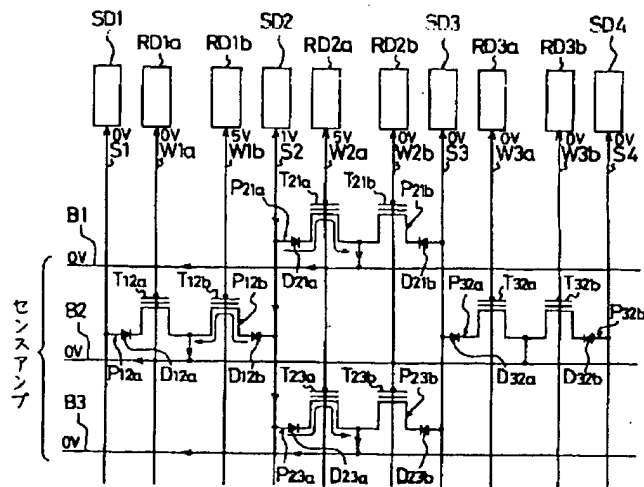 SD1 SD2 SD3 SD4
RD1a RD1b RD2a RD2b RD3a RD3b
0V 0V 5V 1V 5V 0V 0V 0V 0V 0V
S1 W1a W1b S2 W2a W2b S3 W3a W3b S4
P21a T21a T21b P21b
B1
0V
D21a D21b
T12a T12b P12b T32a T32b
B2 P32a P32b
0V
P12a D12a D12b D32a D32b
T23a T23b P23b
B3
0V
P23a D23a D23b
センスアンプ